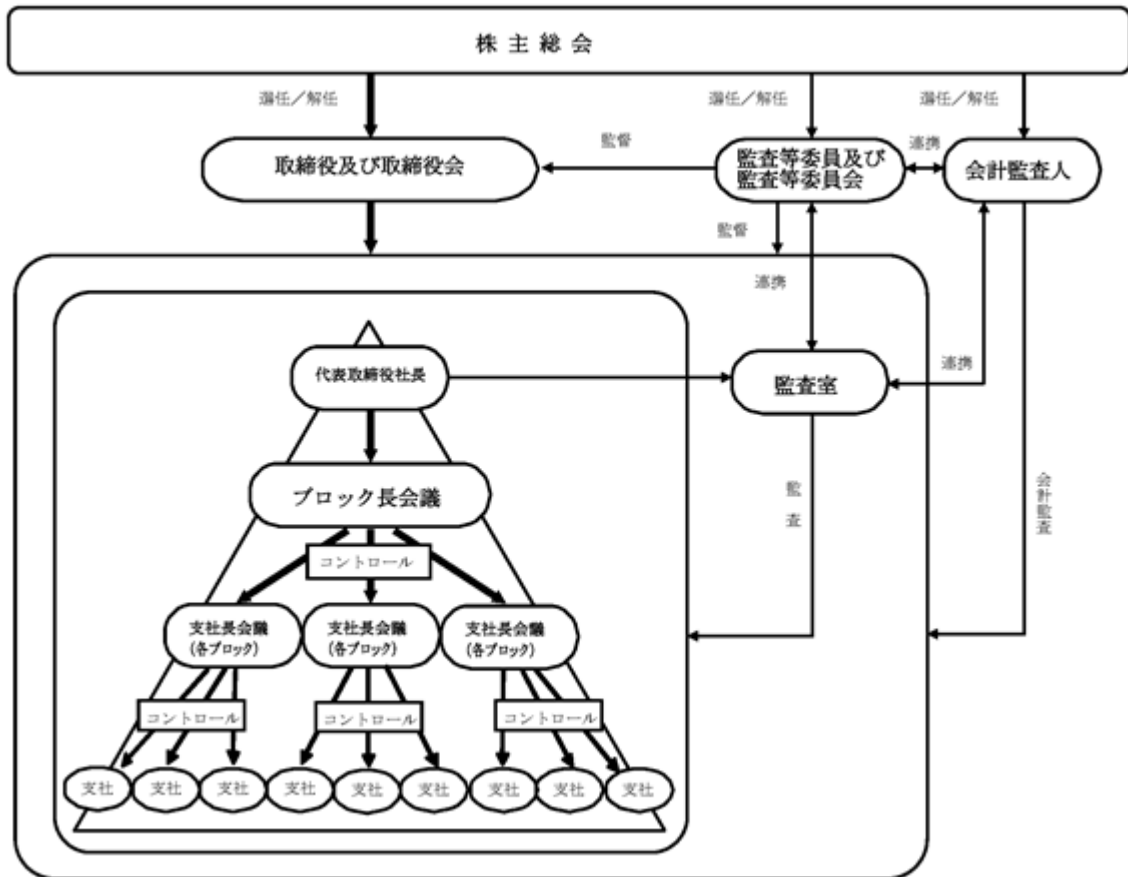 株主総会
選任/解任
選任/解任
選任/解任
取締役及び取締役会
監督
監査等委員及び
監査等委員会
連携
会計監査人
監督
連携
代表取締役社長
監査室
連携
ブロック長会議
監査
会計監査
コントロール
支社長会議
(各ブロック)
支社長会議
(各ブロック)
支社長会議
(各ブロック)
コントロール
コントロール
コントロール
支社
支社
支社
支社
支社
支社
支社
支社
支社